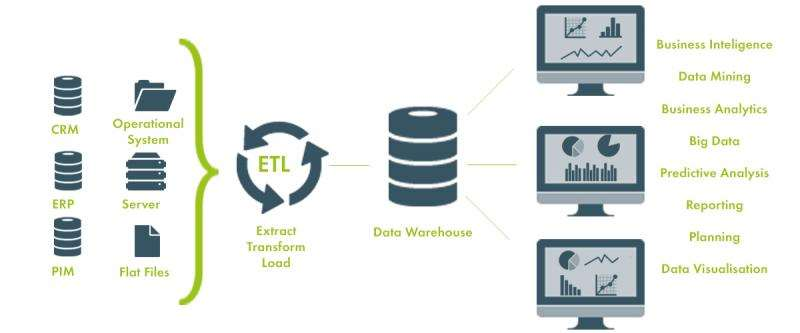 CRM
Operational
System
ERP
Server
PIM
Flat Files
ETL
Extract
Transform
Load
Data Warehouse
Business Inteligence
Data Mining
Business Analytics
Big Data
Predictive Analysis
Reporting
Planning
Data Visualisation